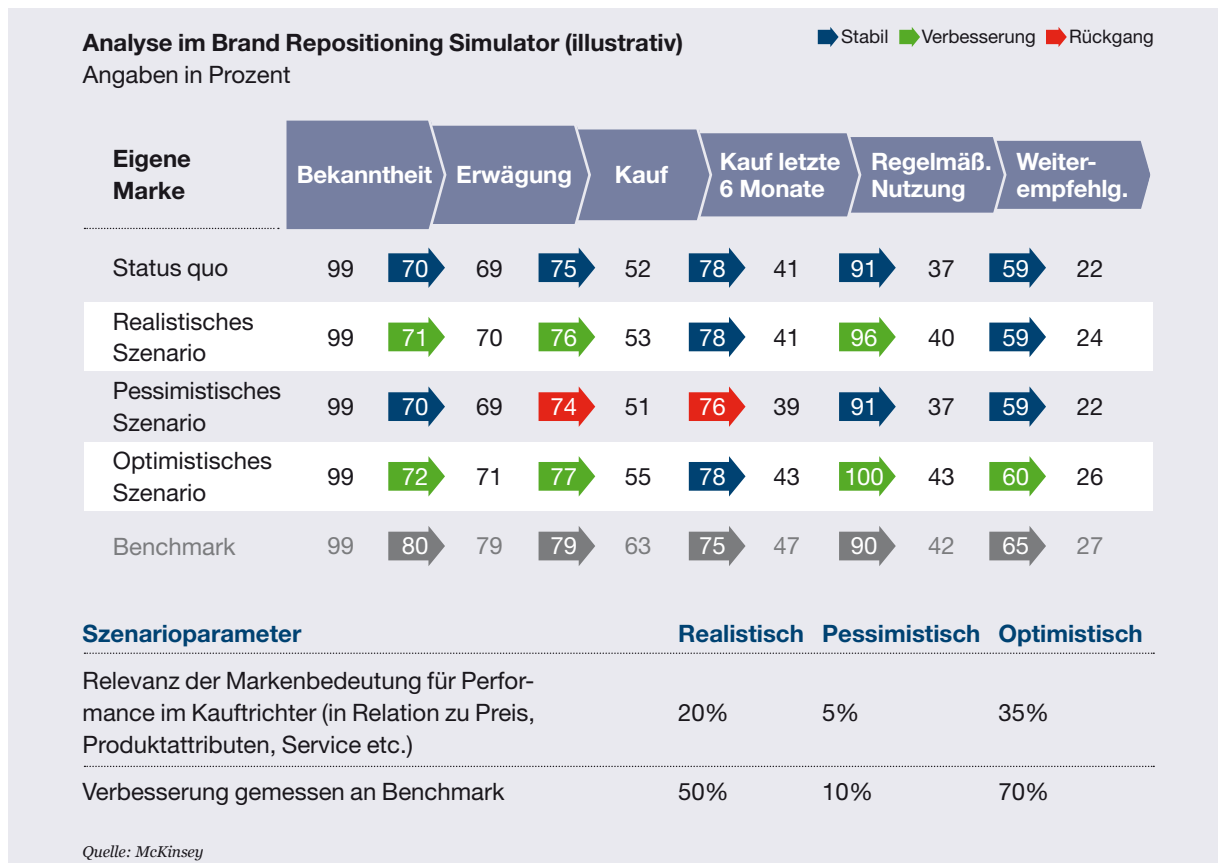 Analyse im Brand Repositioning Simulator (illustrativ)
Stabil Verbesserung Rückgang
Angaben in Prozent
Eigene
Marke
Bekanntheit
Erwägung
Kauf
Kauf letzte
6 Monate
Regelmäß.
Nutzung
Weiter-
empfehlg.
Status quo 99 70 69 75 52 78 41 91 37 59 22
Realistisches
Szenario
99 71 70 76 53 78 41 96 40 59 24
Pessimistisches
Szenario
99 70 69 74 51 76 39 91 37 59 22
Optimistisches
Szenario
99 72 71 77 55 78 43 100 43 60 26
Benchmark 99 80 79 79 63 75 47 90 42 65 27
Szenarioparameter Realistisch Pessimistisch Optimistisch
Relevanz der Markenbedeutung für Perfor-
mance im Kauftrichter (in Relation zu Preis,
Produktattributen, Service etc.)
20% 5% 35%
Verbesserung gemessen an Benchmark 50% 10% 70%
Quelle: McKinsey